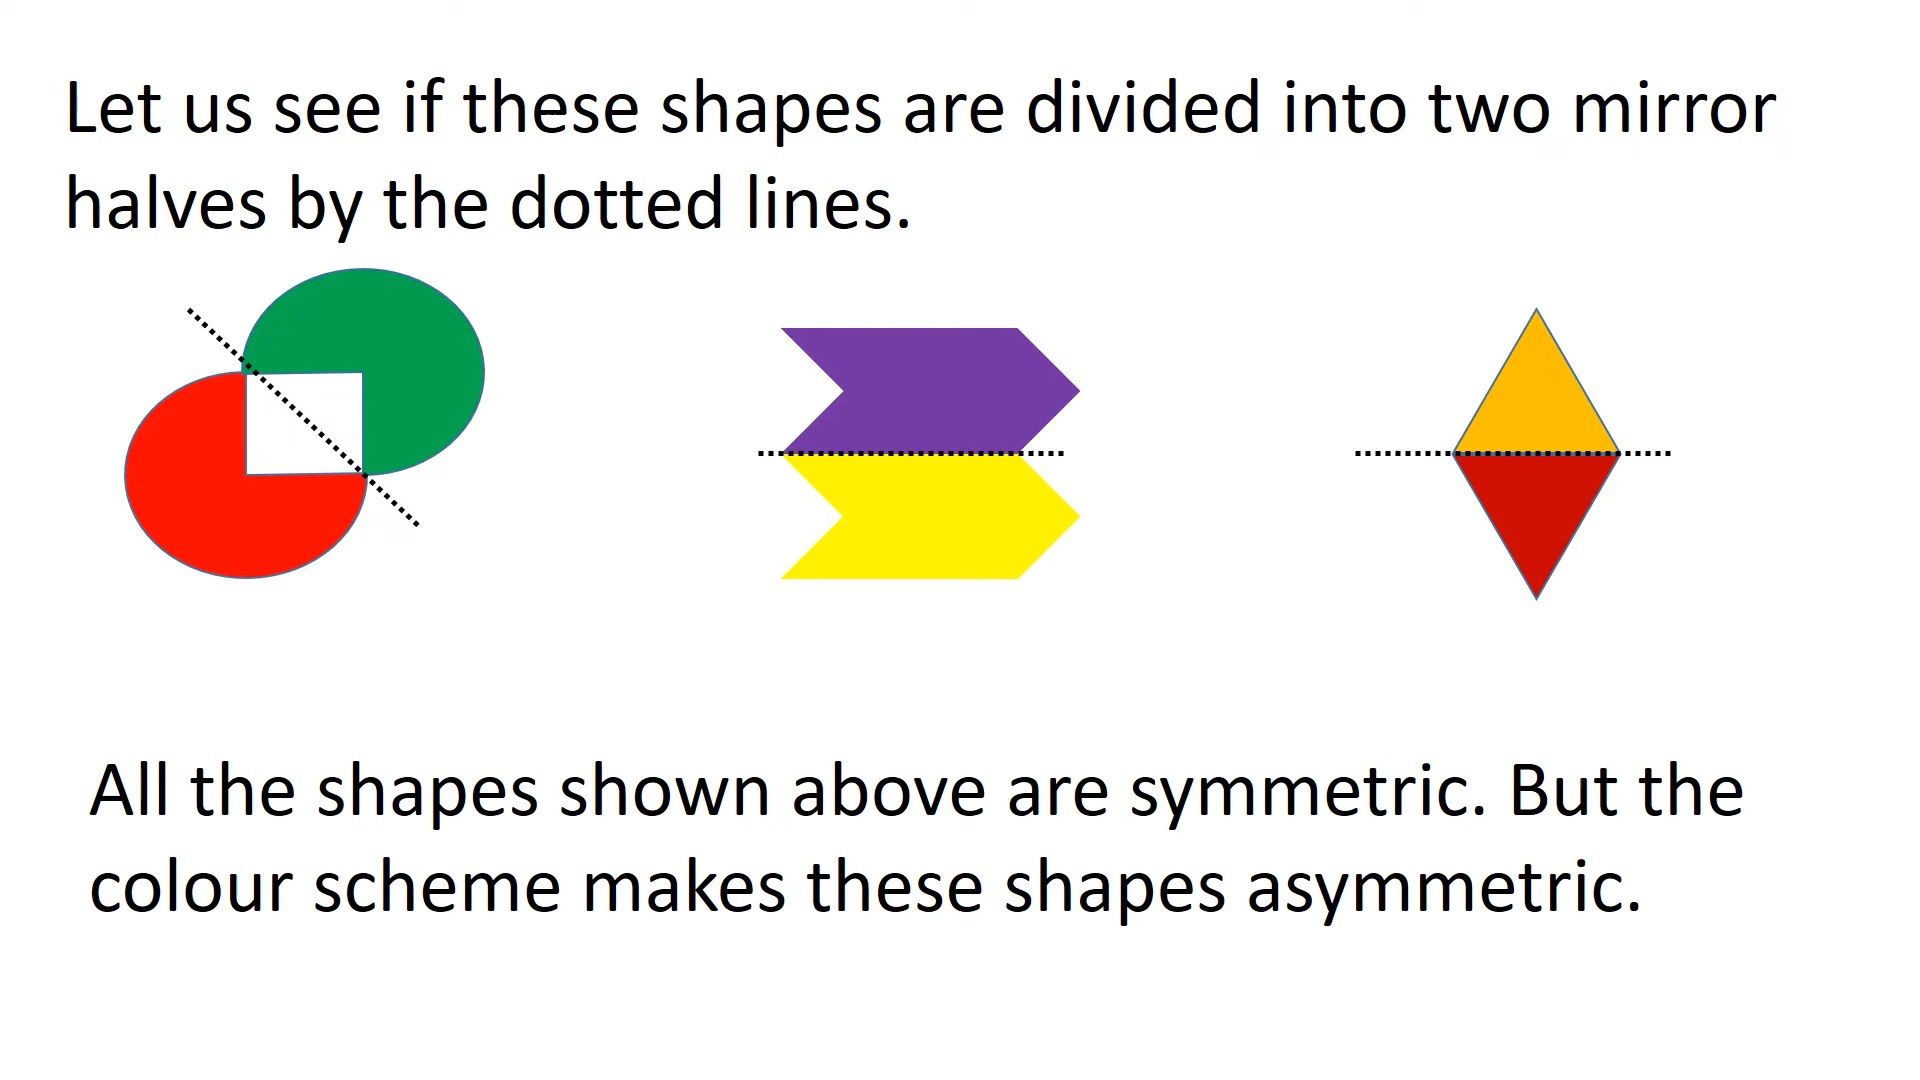 Let us see if these shapes are divided into two mirror
halves by the dotted lines.
All the shapes shown above are symmetric. But the
colour scheme makes these shapes asymmetric.